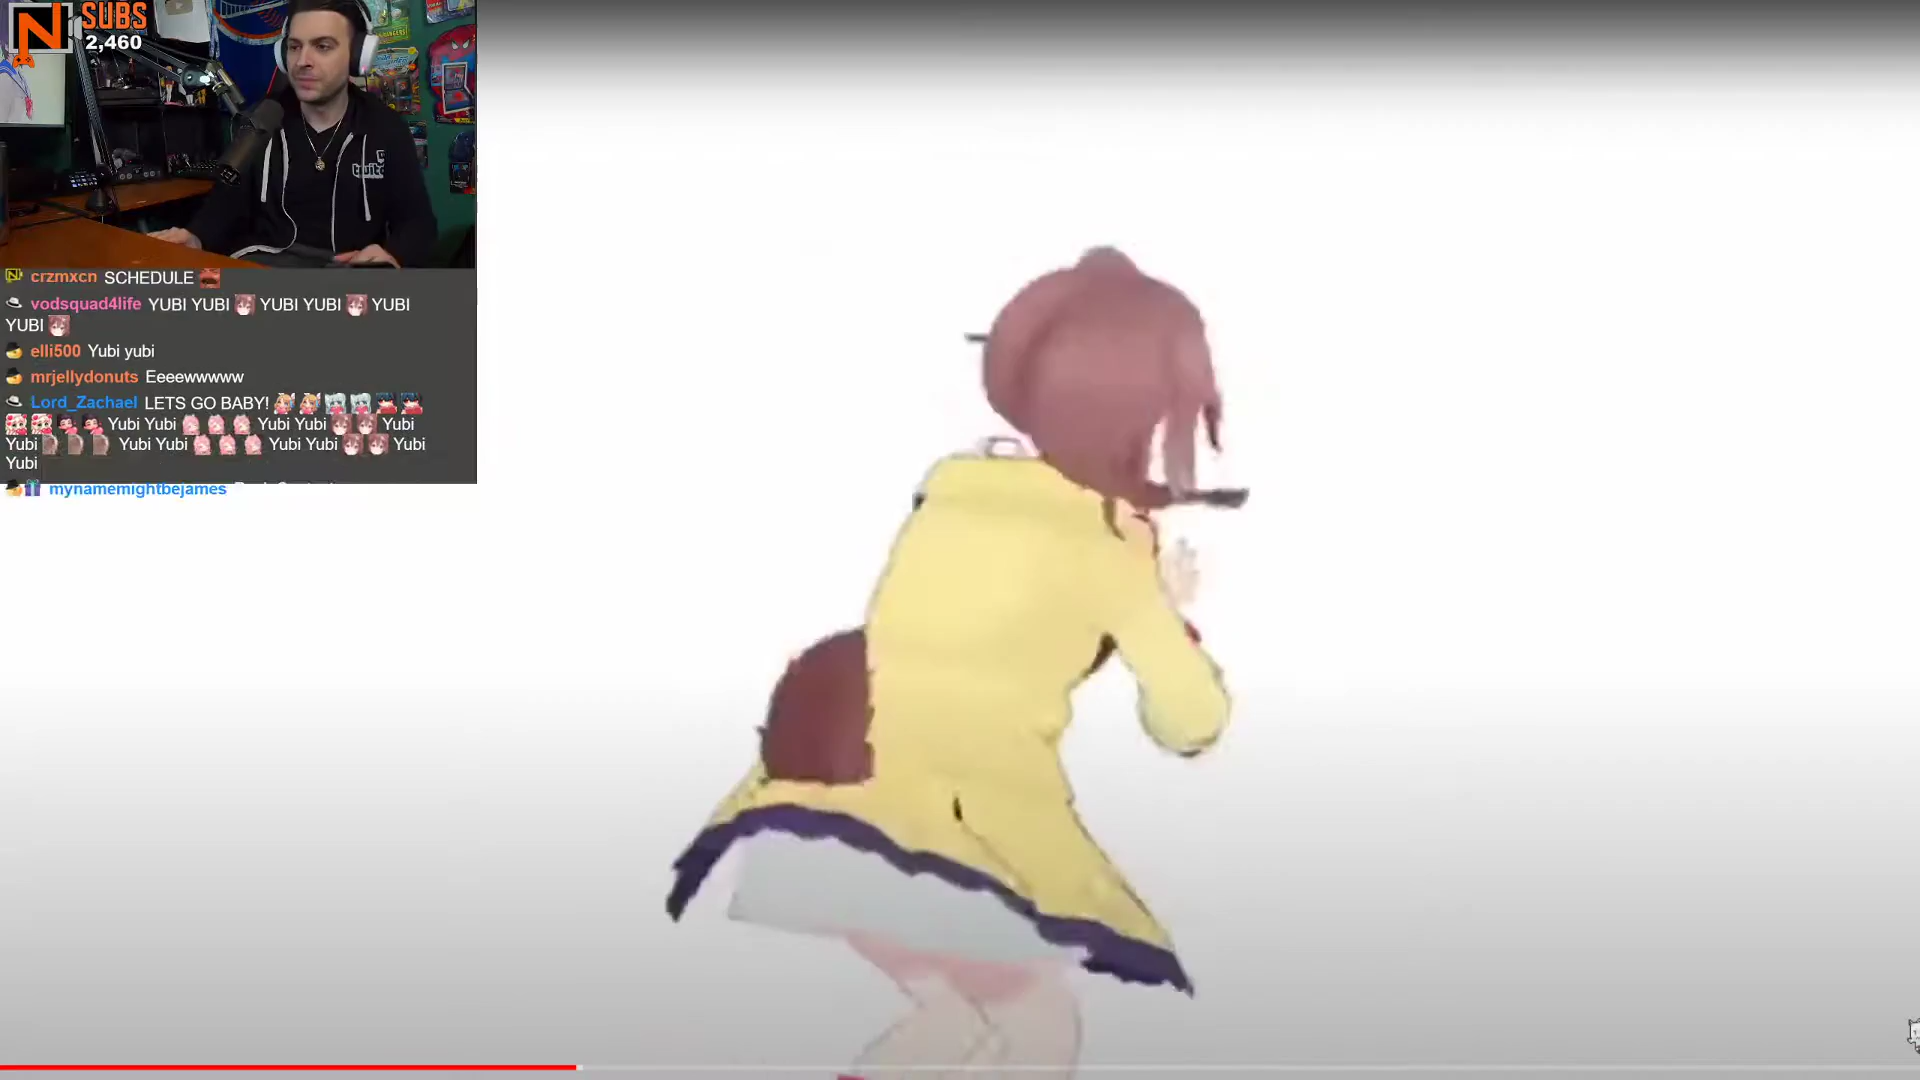 N SUBS
2,460
twitch
crzmxcn SCHEDULE
vodsquad4life YUBI YUBI YUBI YUBI YUBI
YUBI
elli500 Yubi yubi
mrjellydonuts Eeeewwwww
Lord_Zachael LETS GO BABY!
Yubi Yubi Yubi Yubi Yubi
Yubi Yubi Yubi Yubi Yubi Yubi
Yubi
mynamemightbejames